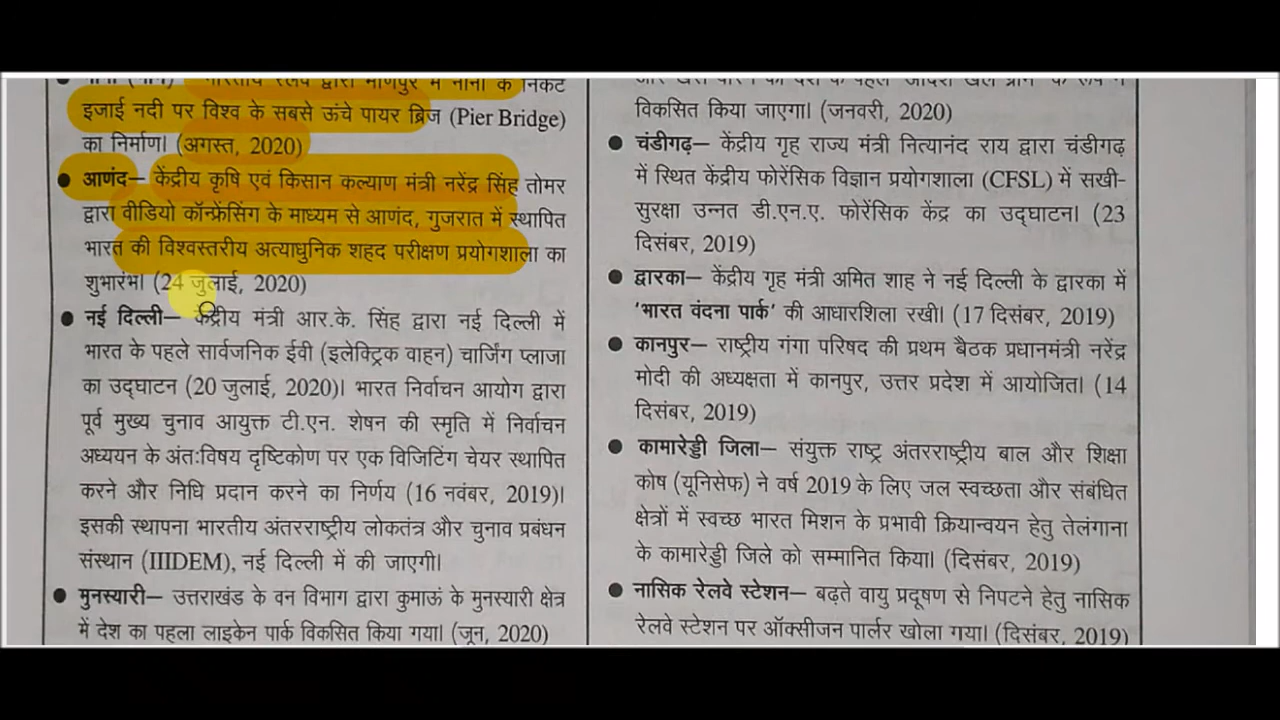 इजाई नदी पर विश्व के सबसे ऊंचे पायर ब्रिज (Pier Bridge)
का निर्माण। (अगस्त, 2020)
● आणंद– केंद्रीय कृषि एवं किसान कल्याण मंत्री नरेंद्र सिंह तोमर
द्वारा वीडियो कॉन्फ्रेंसिंग के माध्यम से आणंद, गुजरात में स्थापित
भारत की विश्वस्तरीय अत्याधुनिक शहद परीक्षण प्रयोगशाला का
शुभारंभ। (24 जुलाई, 2020)
● नई दिल्ली– केंद्रीय मंत्री आर.के. सिंह द्वारा नई दिल्ली में
भारत के पहले सार्वजनिक ईवी (इलेक्ट्रिक वाहन) चार्जिंग प्लाजा
का उद्घाटन (20 जुलाई, 2020)। भारत निर्वाचन आयोग द्वारा
पूर्व मुख्य चुनाव आयुक्त टी.एन. शेषन की स्मृति में निर्वाचन
अध्ययन के अंतःविषय दृष्टिकोण पर एक विजिटिंग चेयर स्थापित
करने और निधि प्रदान करने का निर्णय (16 नवंबर, 2019)।
इसकी स्थापना भारतीय अंतरराष्ट्रीय लोकतंत्र और चुनाव प्रबंधन
संस्थान (IIIDEM), नई दिल्ली में की जाएगी।
● मुनस्यारी– उत्तराखंड के वन विभाग द्वारा कुमाऊं के मुनस्यारी क्षेत्र
में देश का पहला लाइकेन पार्क विकसित किया गया। (जून, 2020)
विकसित किया जाएगा। (जनवरी, 2020)
● चंडीगढ़– केंद्रीय गृह राज्य मंत्री नित्यानंद राय द्वारा चंडीगढ़
में स्थित केंद्रीय फोरेंसिक विज्ञान प्रयोगशाला (CFSL) में सखी-
सुरक्षा उन्नत डी.एन.ए. फोरेंसिक केंद्र का उद्घाटन। (23
दिसंबर, 2019)
● द्वारका– केंद्रीय गृह मंत्री अमित शाह ने नई दिल्ली के द्वारका में
'भारत वंदना पार्क' की आधारशिला रखी। (17 दिसंबर, 2019)
● कानपुर– राष्ट्रीय गंगा परिषद की प्रथम बैठक प्रधानमंत्री नरेंद्र
मोदी की अध्यक्षता में कानपुर, उत्तर प्रदेश में आयोजित। (14
दिसंबर, 2019)
● कामारेड्डी जिला– संयुक्त राष्ट्र अंतरराष्ट्रीय बाल और शिक्षा
कोष (यूनिसेफ) ने वर्ष 2019 के लिए जल स्वच्छता और संबंधित
क्षेत्रों में स्वच्छ भारत मिशन के प्रभावी क्रियान्वयन हेतु तेलंगाना
के कामारेड्डी जिले को सम्मानित किया। (दिसंबर, 2019)
● नासिक रेलवे स्टेशन– बढ़ते वायु प्रदूषण से निपटने हेतु नासिक
रेलवे स्टेशन पर ऑक्सीजन पार्लर खोला गया। (दिसंबर, 2019)